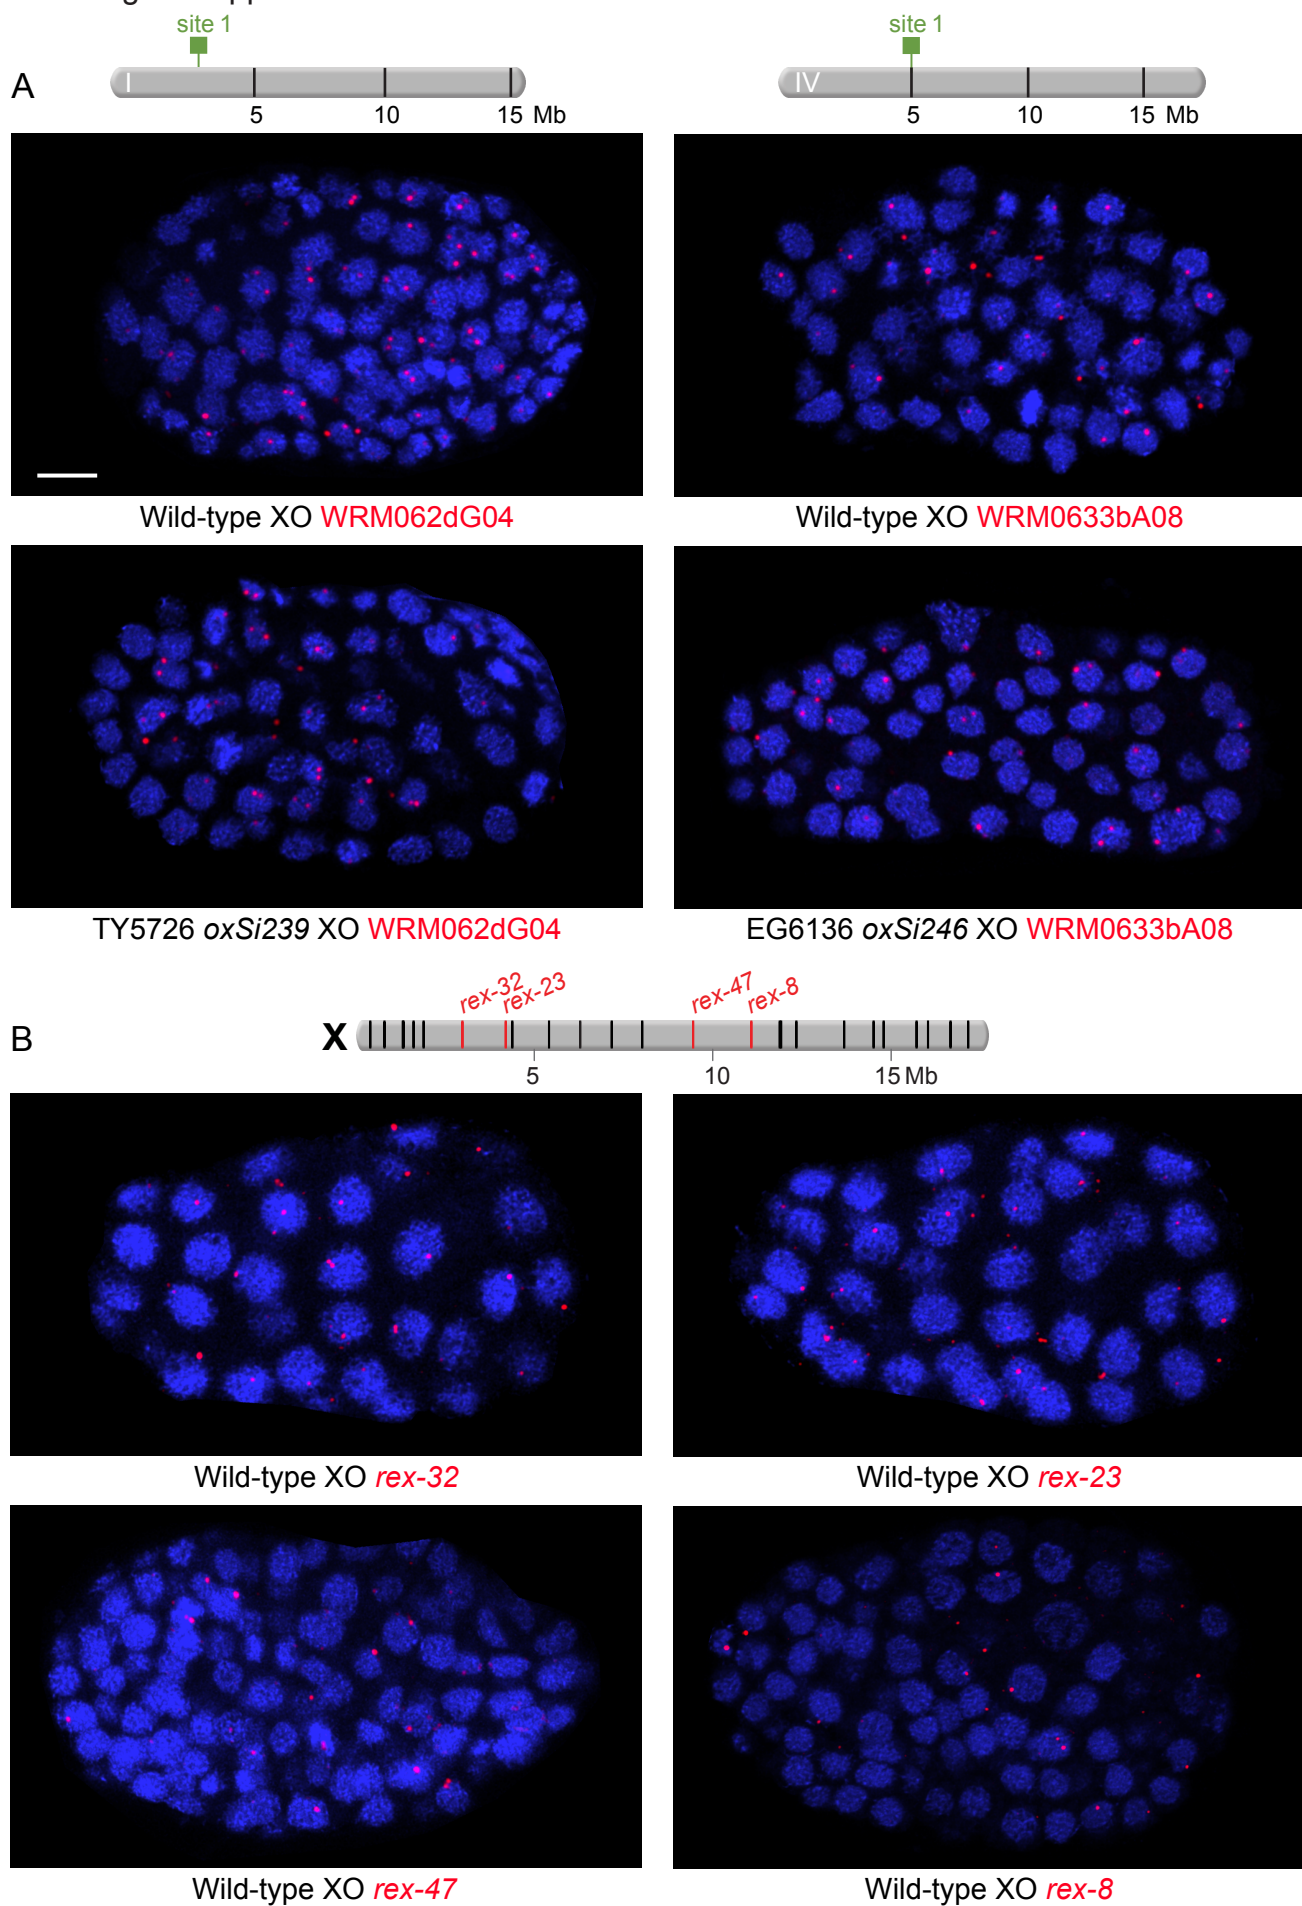 site 1
site 1
A
I
IV
5 10 15 Mb
5 10 15 Mb
Wild-type XO WRM062dG04
Wild-type XO WRM0633bA08
TY5726 oxSi239 XO WRM062dG04
EG6136 oxSi246 XO WRM0633bA08
rex-32 rex-23 rex-47 rex-8
B
X
5 10 15 Mb
Wild-type XO rex-32
Wild-type XO rex-23
Wild-type XO rex-47
Wild-type XO rex-8